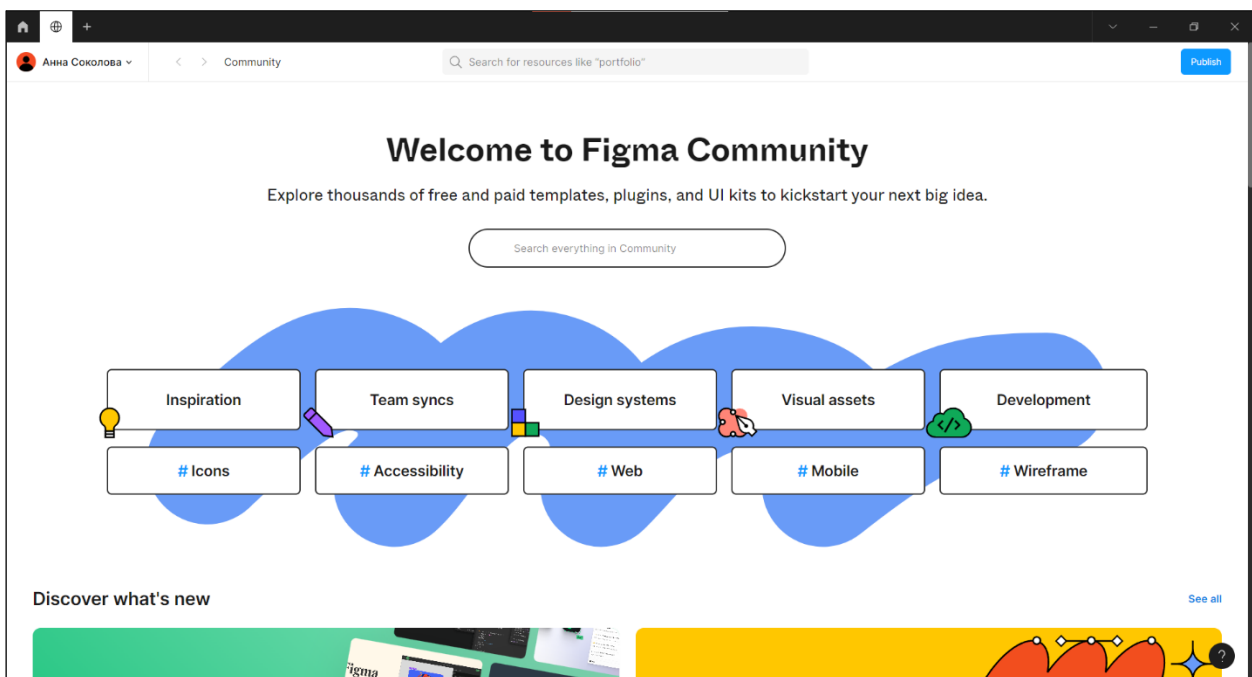 Анна Соколова
Community
Search for resources like "portfolio"
Publish
Welcome to Figma Community
Explore thousands of free and paid templates, plugins, and UI kits to kickstart your next big idea.
Search everything in Community
Inspiration
Team syncs
Design systems
Visual assets
</>
Development
# Icons
# Accessibility
# Web
# Mobile
# Wireframe
Discover what's new
See all
Figma
?